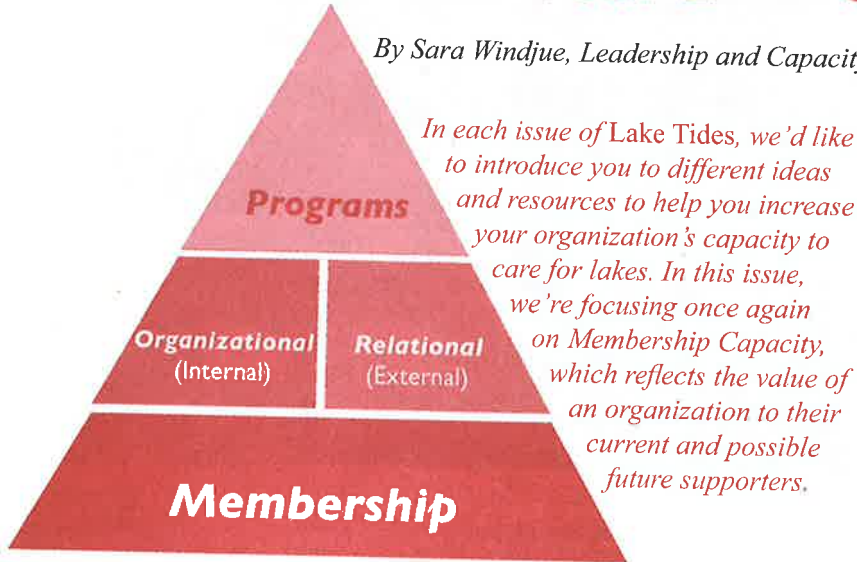 By Sara Windjue, Leadership and Capacity
In each issue of Lake Tides, we'd like
to introduce you to different ideas
and resources to help you increase
your organization's capacity to
care for lakes. In this issue,
we're focusing once again
on Membership Capacity,
which reflects the value of
an organization to their
current and possible
future supporters.
Programs
Organizational
(Internal)
Relational
(External)
Membership